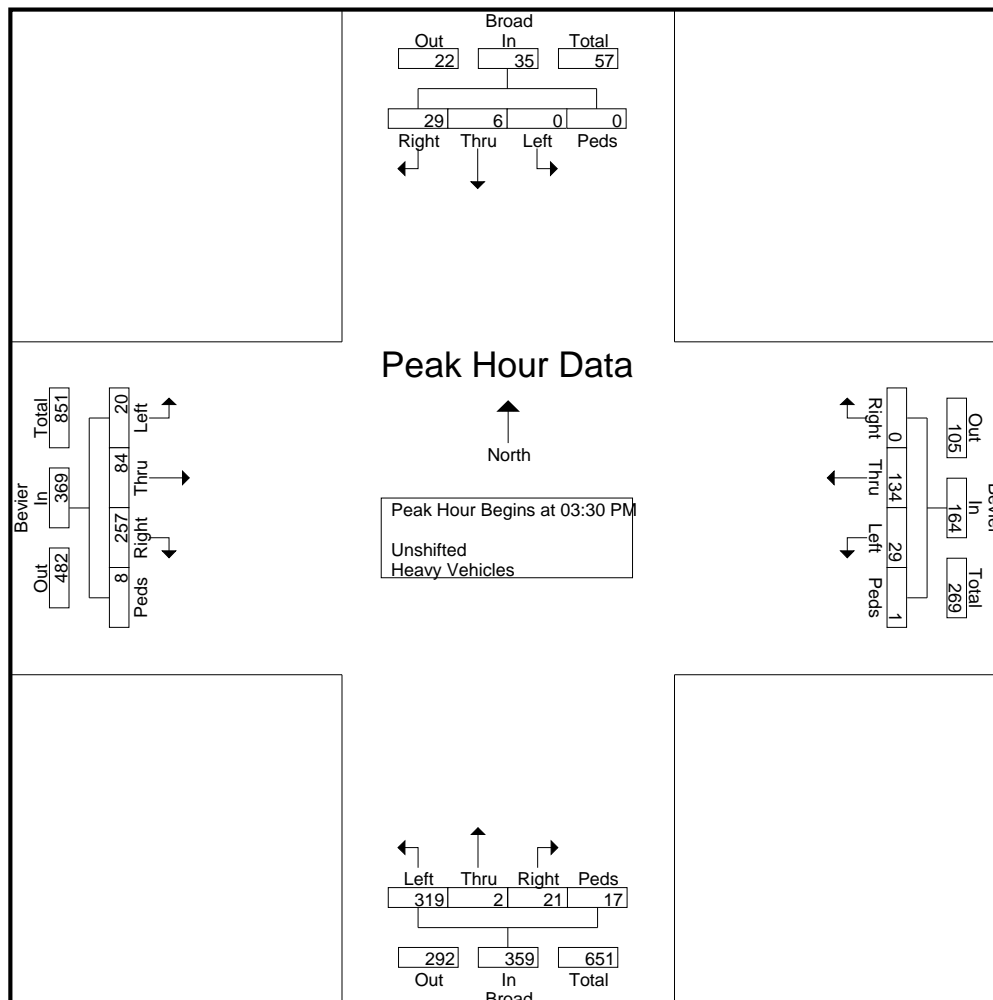 Broad
Out In Total
22 35 57
29 6 0 0
Right Thru Left Peds
Peak Hour Data
North
Peak Hour Begins at 03:30 PM
Unshifted
Heavy Vehicles
Bevier
Total In Out
851 369 482
20 84 257 8
Left Thru Right Peds
Right Thru Left Peds
0 134 29 1
Out In Total
105 164 269
Bevier
Left Thru Right Peds
319 2 21 17
292 359 651
Out In Total
Broad